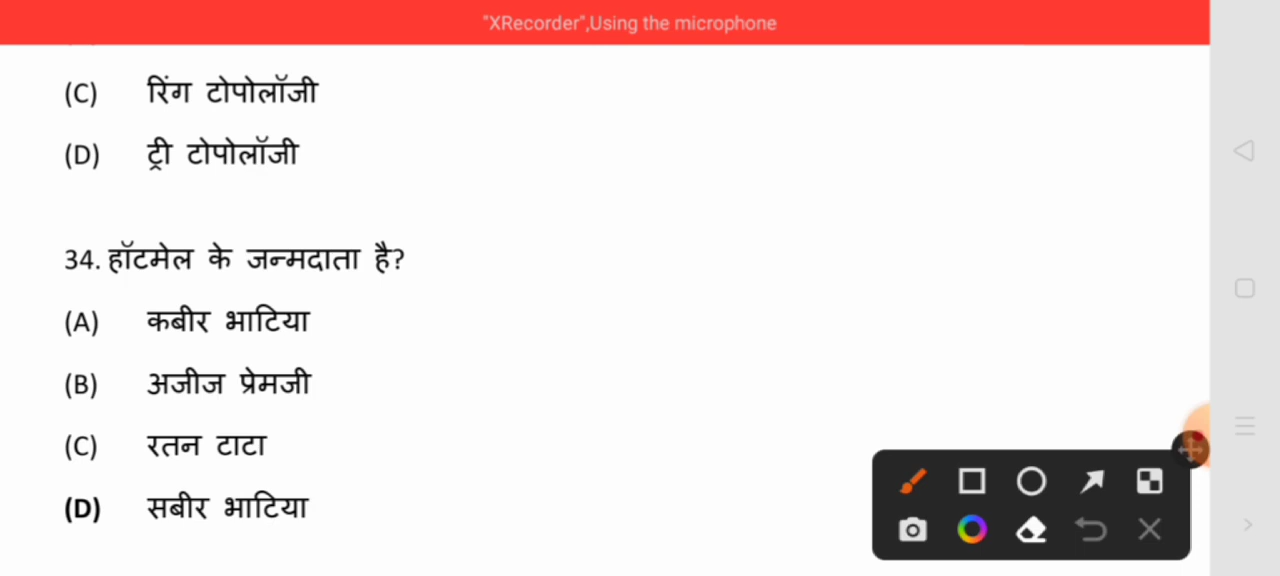 "XRecorder",Using the microphone
(C) रिंग टोपोलॉजी
(D) ट्री टोपोलॉजी
34. हॉटमेल के जन्मदाता है?
(A) कबीर भाटिया
(B) अजीज प्रेमजी
(C) रतन टाटा
(D) सबीर भाटिया